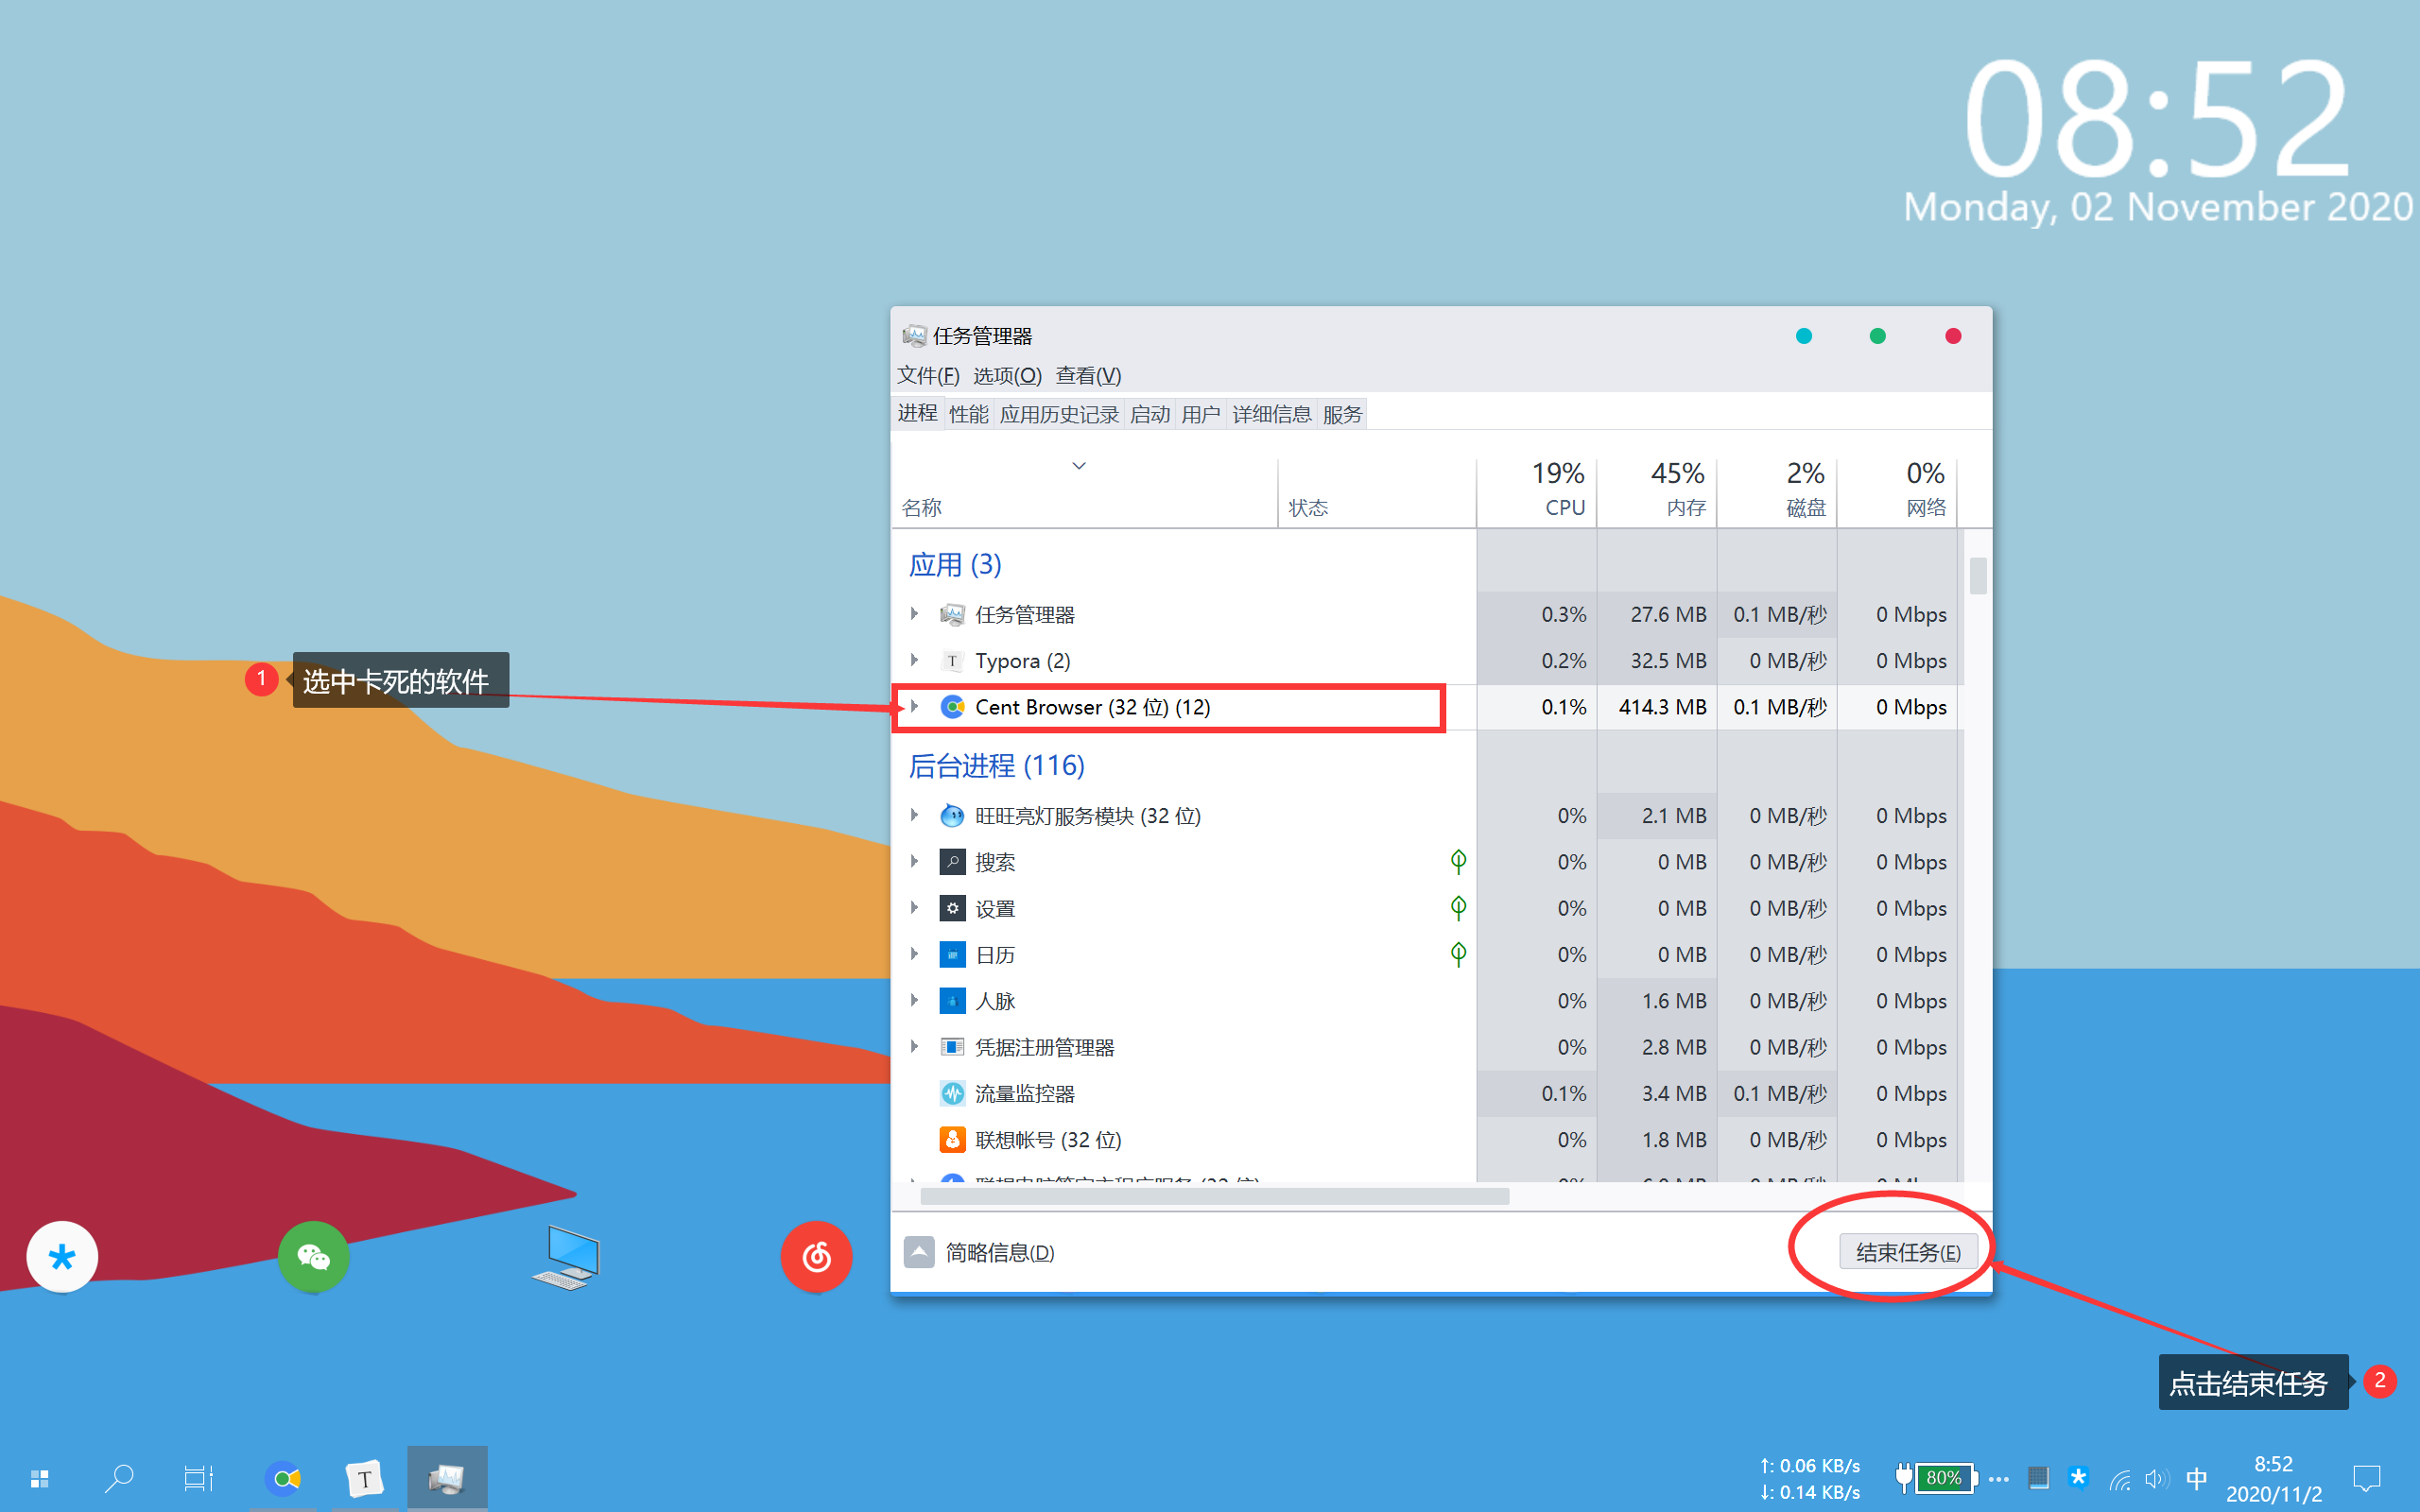 08:52
Monday, 02 November 2020
任务管理器
文件(F) 选项(O) 查看(V)
进程 性能 应用历史记录 启动 用户 详细信息 服务
19% 45% 2% 0%
名称 状态 CPU 内存 磁盘 网络
应用 (3)
任务管理器 0.3% 27.6 MB 0.1 MB/秒 0 Mbps
Typora (2) 0.2% 32.5 MB 0 MB/秒 0 Mbps
1 选中卡死的软件
Cent Browser (32 位) (12) 0.1% 414.3 MB 0.1 MB/秒 0 Mbps
后台进程 (116)
旺旺亮灯服务模块 (32 位) 0% 2.1 MB 0 MB/秒 0 Mbps
搜索 0% 0 MB 0 MB/秒 0 Mbps
设置 0% 0 MB 0 MB/秒 0 Mbps
日历 0% 0 MB 0 MB/秒 0 Mbps
人脉 0% 1.6 MB 0 MB/秒 0 Mbps
凭据注册管理器 0% 2.8 MB 0 MB/秒 0 Mbps
流量监控器 0.1% 3.4 MB 0.1 MB/秒 0 Mbps
联想帐号 (32 位) 0% 1.8 MB 0 MB/秒 0 Mbps
简略信息(D) 结束任务(E)
点击结束任务 2
T
↑: 0.06 KB/s
↓: 0.14 KB/s
80%
中
8:52
2020/11/2